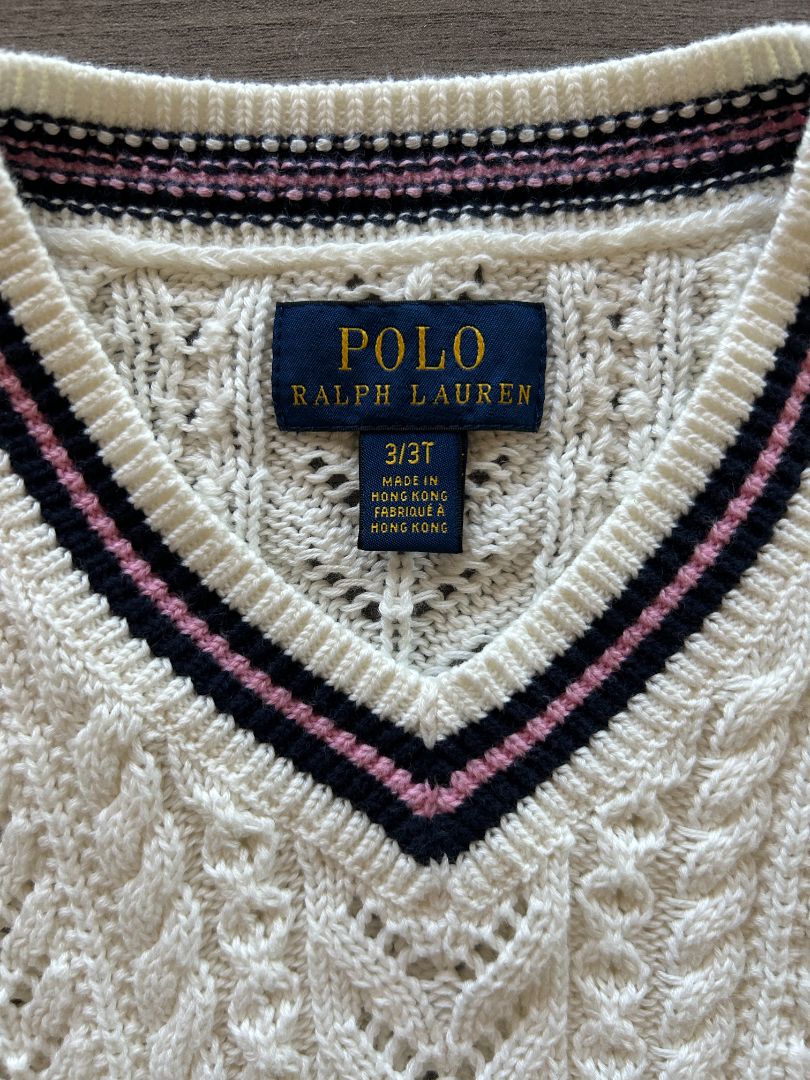 POLO
RALPH LAUREN
3/3T
MADE IN
HONG KONG
FABRIQUÉ À
HONG KONG